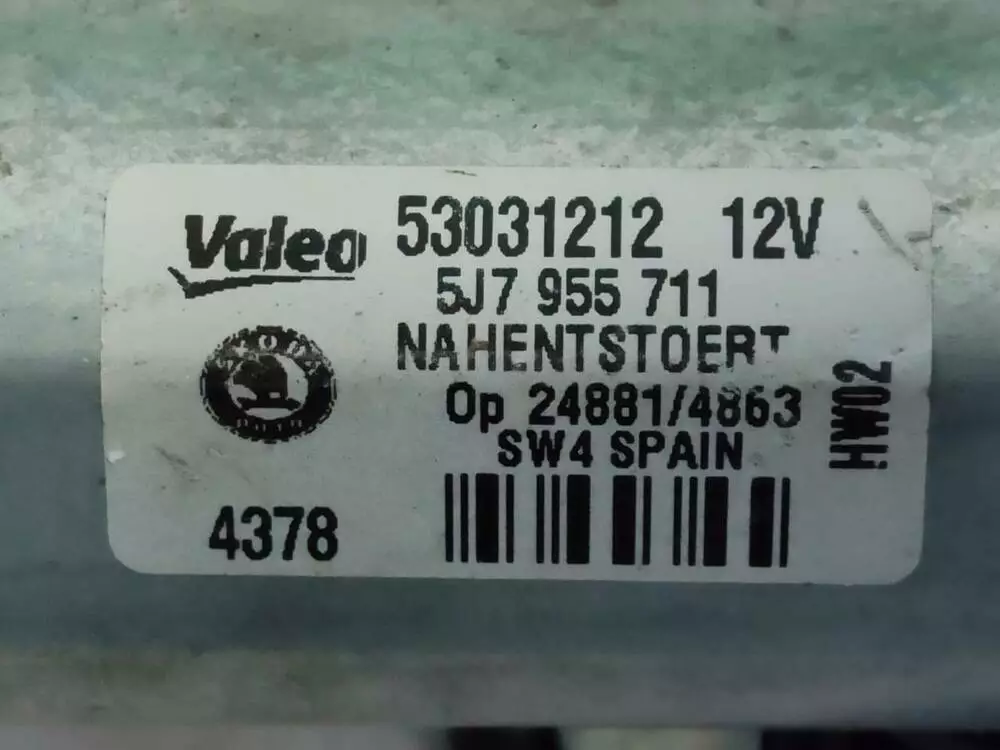 Valeo 53031212 12V
5J7 955 711
NAHENTSTOERT
Op 24881/4863
SW4 SPAIN
HW02
4378